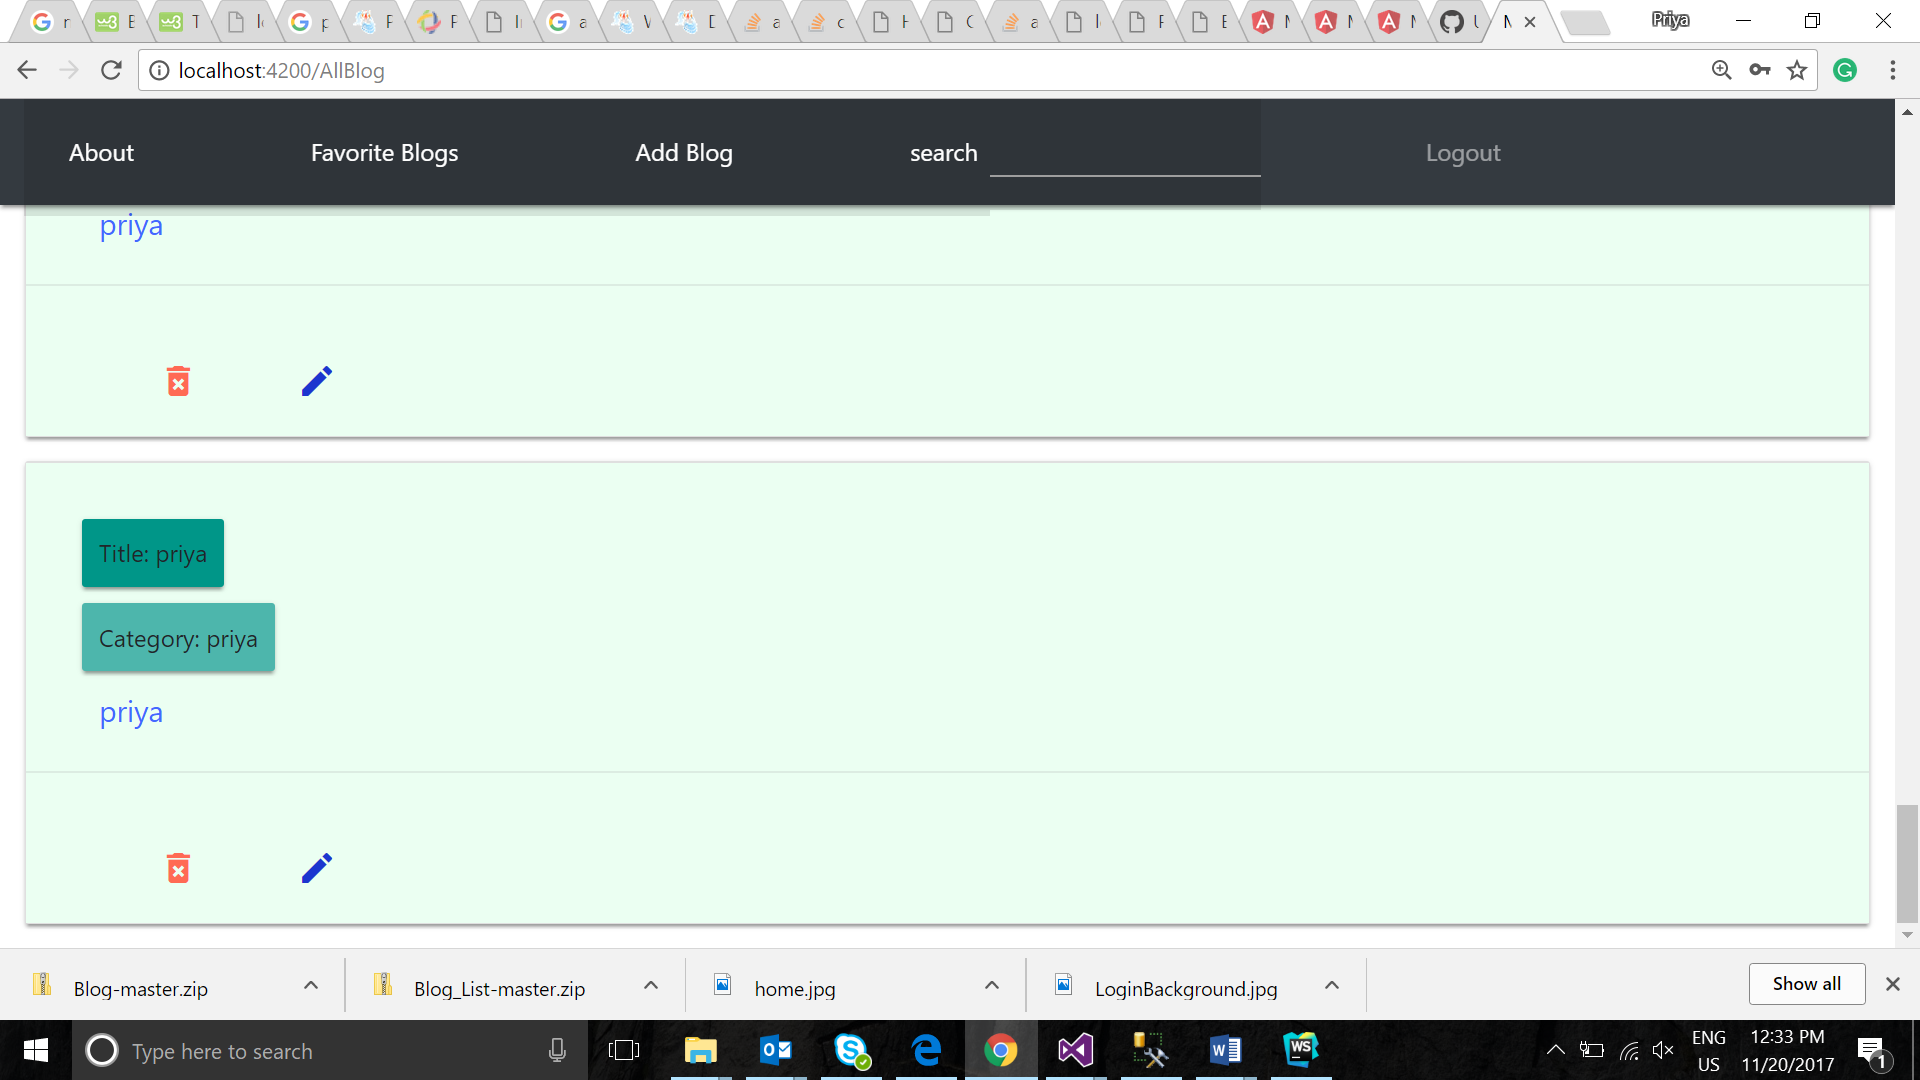 Priya
localhost:4200/AllBlog
About Favorite Blogs Add Blog search Logout
priya
Title: priya
Category: priya
priya
Blog-master.zip Blog_List-master.zip home.jpg LoginBackground.jpg Show all
Type here to search
ENG 12:33 PM
US 11/20/2017 1